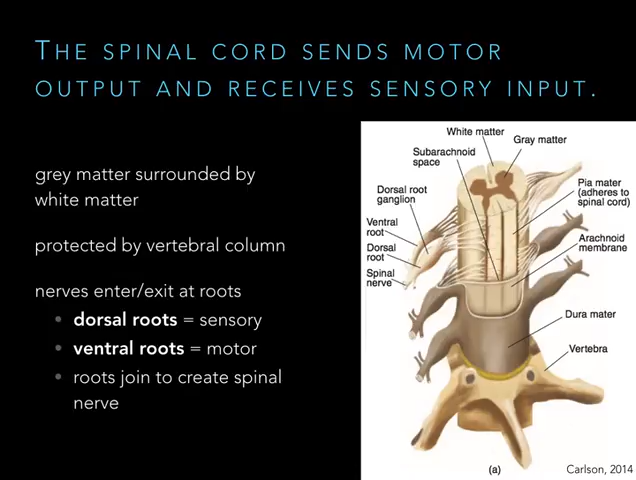 THE SPINAL CORD SENDS MOTOR
OUTPUT AND RECEIVES SENSORY INPUT.
grey matter surrounded by
white matter
protected by vertebral column
nerves enter/exit at roots
• dorsal roots = sensory
• ventral roots = motor
• roots join to create spinal
nerve
White matter
Gray matter
Subarachnoid
space
Dorsal root
ganglion
Ventral
root
Dorsal
root
Spinal
nerve
Pia mater
(adheres to
spinal cord)
Arachnoid
membrane
Dura mater
Vertebra
(a)
Carlson, 2014